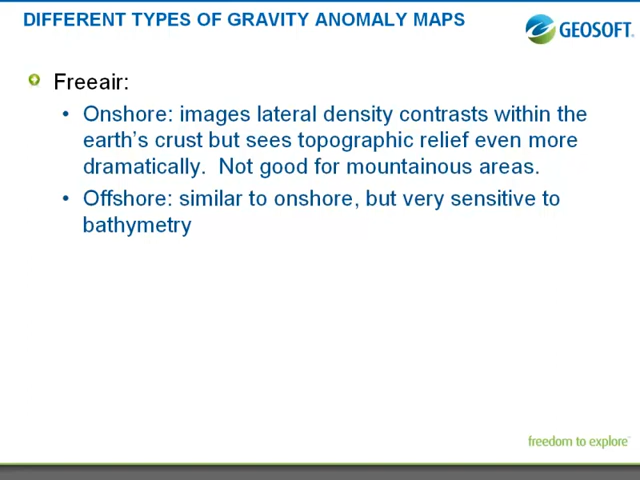 DIFFERENT TYPES OF GRAVITY ANOMALY MAPS
GEOSOFT.
Freeair:
• Onshore: images lateral density contrasts within the
earth's crust but sees topographic relief even more
dramatically.  Not good for mountainous areas.
• Offshore: similar to onshore, but very sensitive to
bathymetry
freedom to explore™